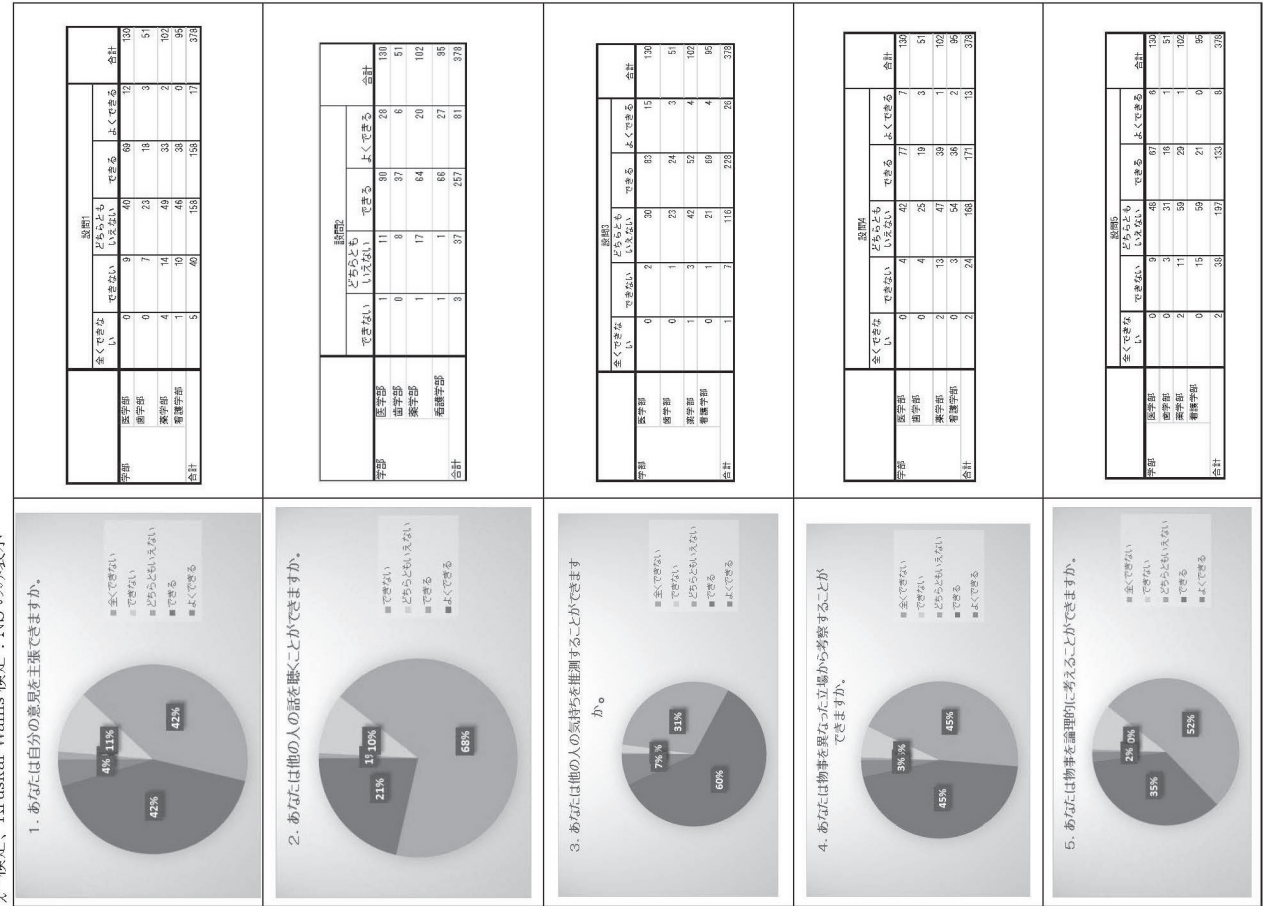 検定、Kruskal Wallis 検定：NS のみ表示
1. あなたは自分の意見を主張できますか。
4%
11%
42%
42%
全くできない
できない
どちらともいえない
できる
よくできる
設問1
合計
全くできな
い
できない
どちらとも
いえない
できる
よくできる
学部 医学部 0 9 40 69 12 130
歯学部 0 7 23 18 3 51
薬学部 4 14 49 33 2 102
看護学部 1 10 46 38 0 95
合計 5 40 158 158 17 378
2. あなたは他の人の話を聴くことができますか。
10%
21%
68%
できない
どちらともいえない
できる
よくできる
設問2
合計
できない
どちらとも
いえない
できる
よくできる
学部 医学部 1 11 90 28 130
歯学部 0 8 37 6 51
薬学部 1 17 64 20 102
看護学部 1 1 66 27 95
合計 3 37 257 81 378
3. あなたは他の人の気持ちを推測することができます
か。
7%
31%
60%
全くできない
できない
どちらともいえない
できる
よくできる
設問3
合計
全くできな
い
できない
どちらとも
いえない
できる
よくできる
学部 医学部 0 2 30 83 15 130
歯学部 0 1 23 24 3 51
薬学部 1 3 42 52 4 102
看護学部 0 1 21 69 4 95
合計 1 7 116 228 26 378
4. あなたは物事を異なった立場から考察することが
できますか。
3%
45%
45%
全くできない
できない
どちらともいえない
できる
よくできる
設問4
合計
全くできな
い
できない
どちらとも
いえない
できる
よくできる
学部 医学部 0 4 42 77 7 130
歯学部 0 4 25 19 3 51
薬学部 2 13 47 39 1 102
看護学部 0 3 54 36 2 95
合計 2 24 168 171 13 378
5. あなたは物事を論理的に考えることができますか。
2%
0%
35%
52%
全くできない
できない
どちらともいえない
できる
よくできる
設問5
合計
全くできな
い
できない
どちらとも
いえない
できる
よくできる
学部 医学部 0 9 48 67 6 130
歯学部 0 3 31 16 1 51
薬学部 2 11 59 29 1 102
看護学部 0 15 59 21 0 95
合計 2 38 197 133 8 378